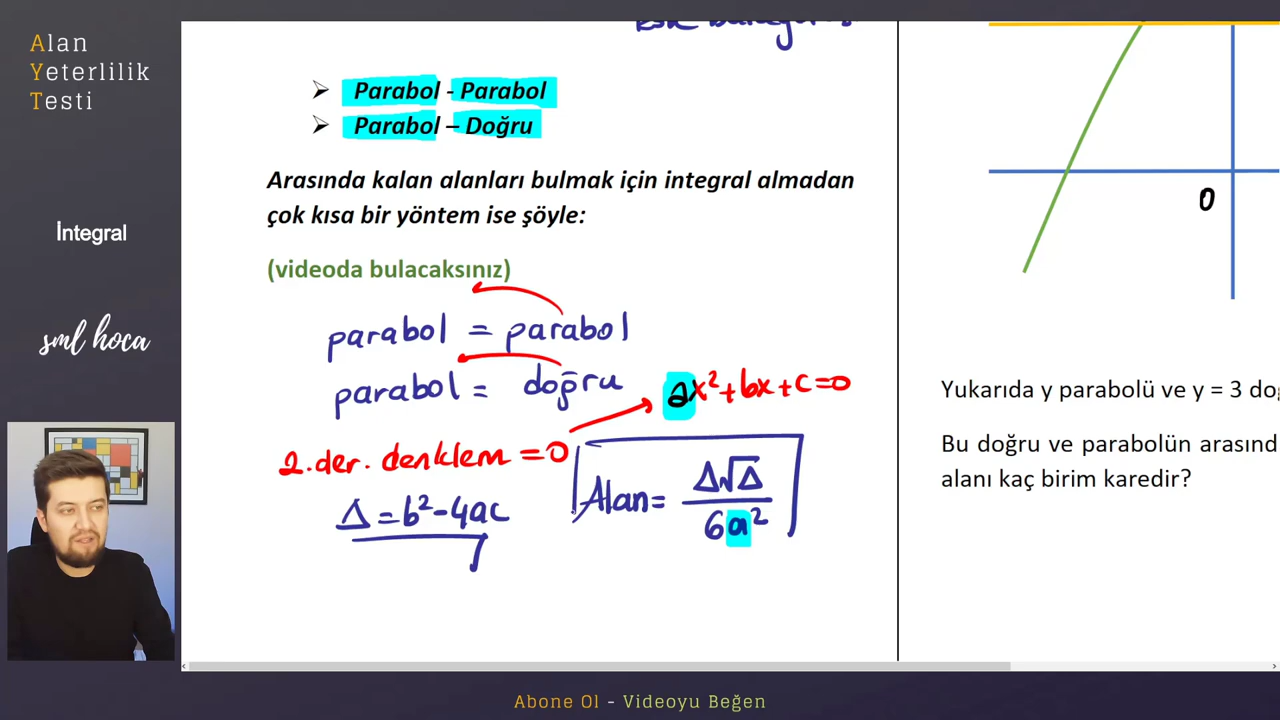 Alan
Yeterlilik
Testi
İntegral
sml hoca
➢ Parabol - Parabol
➢ Parabol – Doğru
Arasında kalan alanları bulmak için integral almadan
çok kısa bir yöntem ise şöyle:
(videoda bulacaksınız)
parabol = parabol
parabol = doğru
ax²+bx+c=0
2.der. denklem =0
Δ=b²-4ac
Alan= Δ√Δ / 6a²
0
Yukarıda y parabolü ve y = 3 do
Bu doğru ve parabolün arasınd
alanı kaç birim karedir?
Abone Ol - Videoyu Beğen